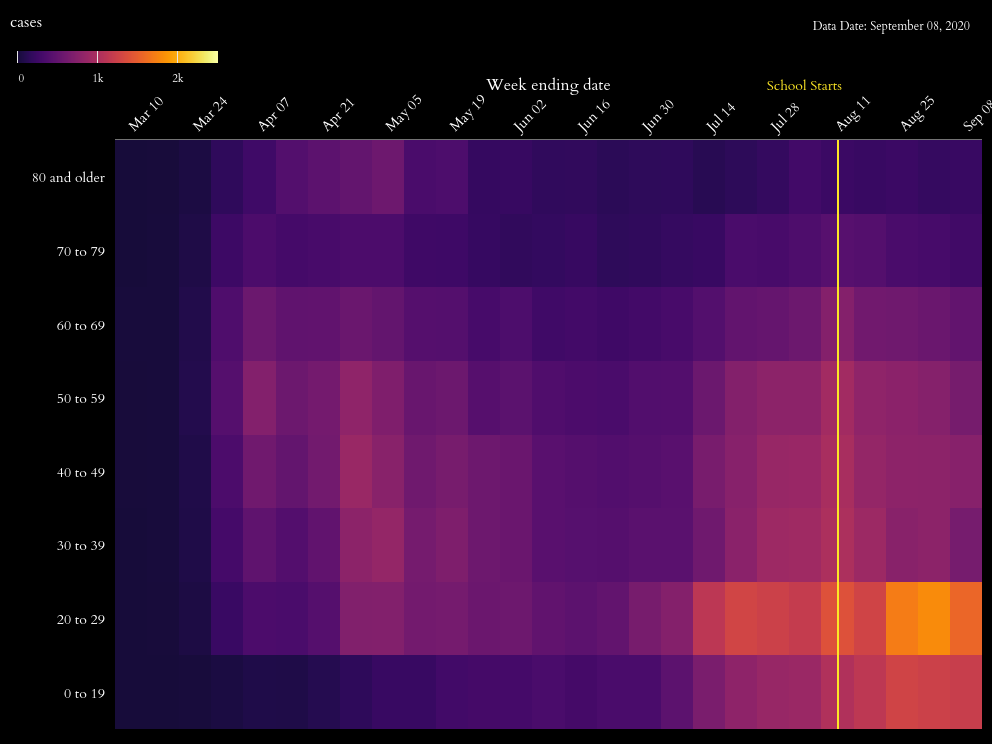 cases
Data Date: September 08, 2020
0 1k 2k
Week ending date
School Starts
Mar 10 Mar 24 Apr 07 Apr 21 May 05 May 19 Jun 02 Jun 16 Jun 30 Jul 14 Jul 28 Aug 11 Aug 25 Sep 08
80 and older
70 to 79
60 to 69
50 to 59
40 to 49
30 to 39
20 to 29
0 to 19